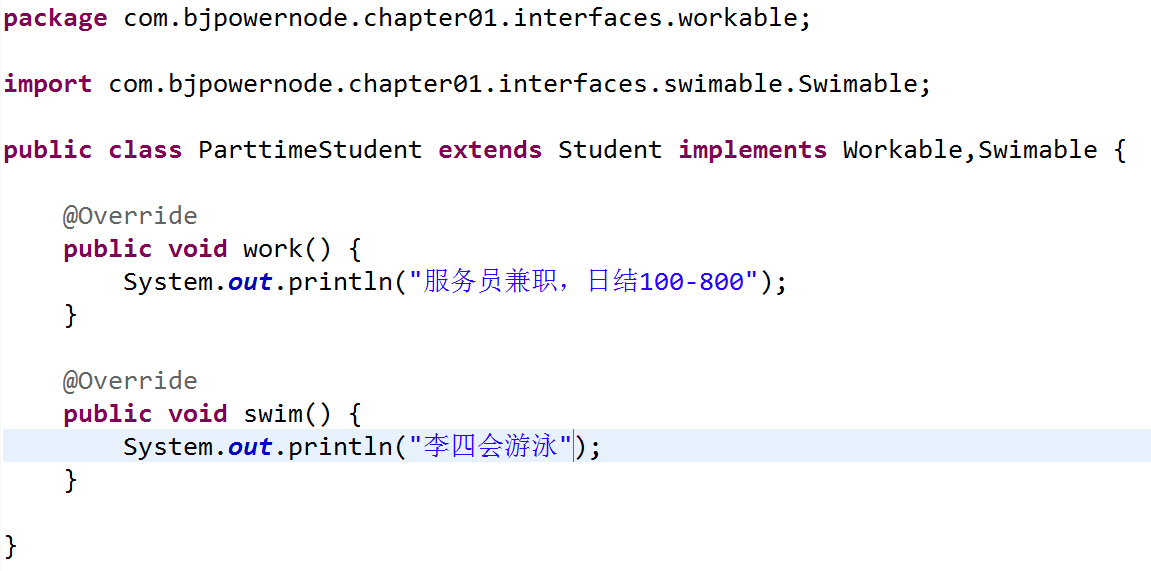 package com.bjpowernode.chapter01.interfaces.workable;
import com.bjpowernode.chapter01.interfaces.swimable.Swimable;
public class ParttimeStudent extends Student implements Workable,Swimable {
@Override
public void work() {
System.out.println("服务员兼职，日结100-800");
}
@Override
public void swim() {
System.out.println("李四会游泳");
}
}